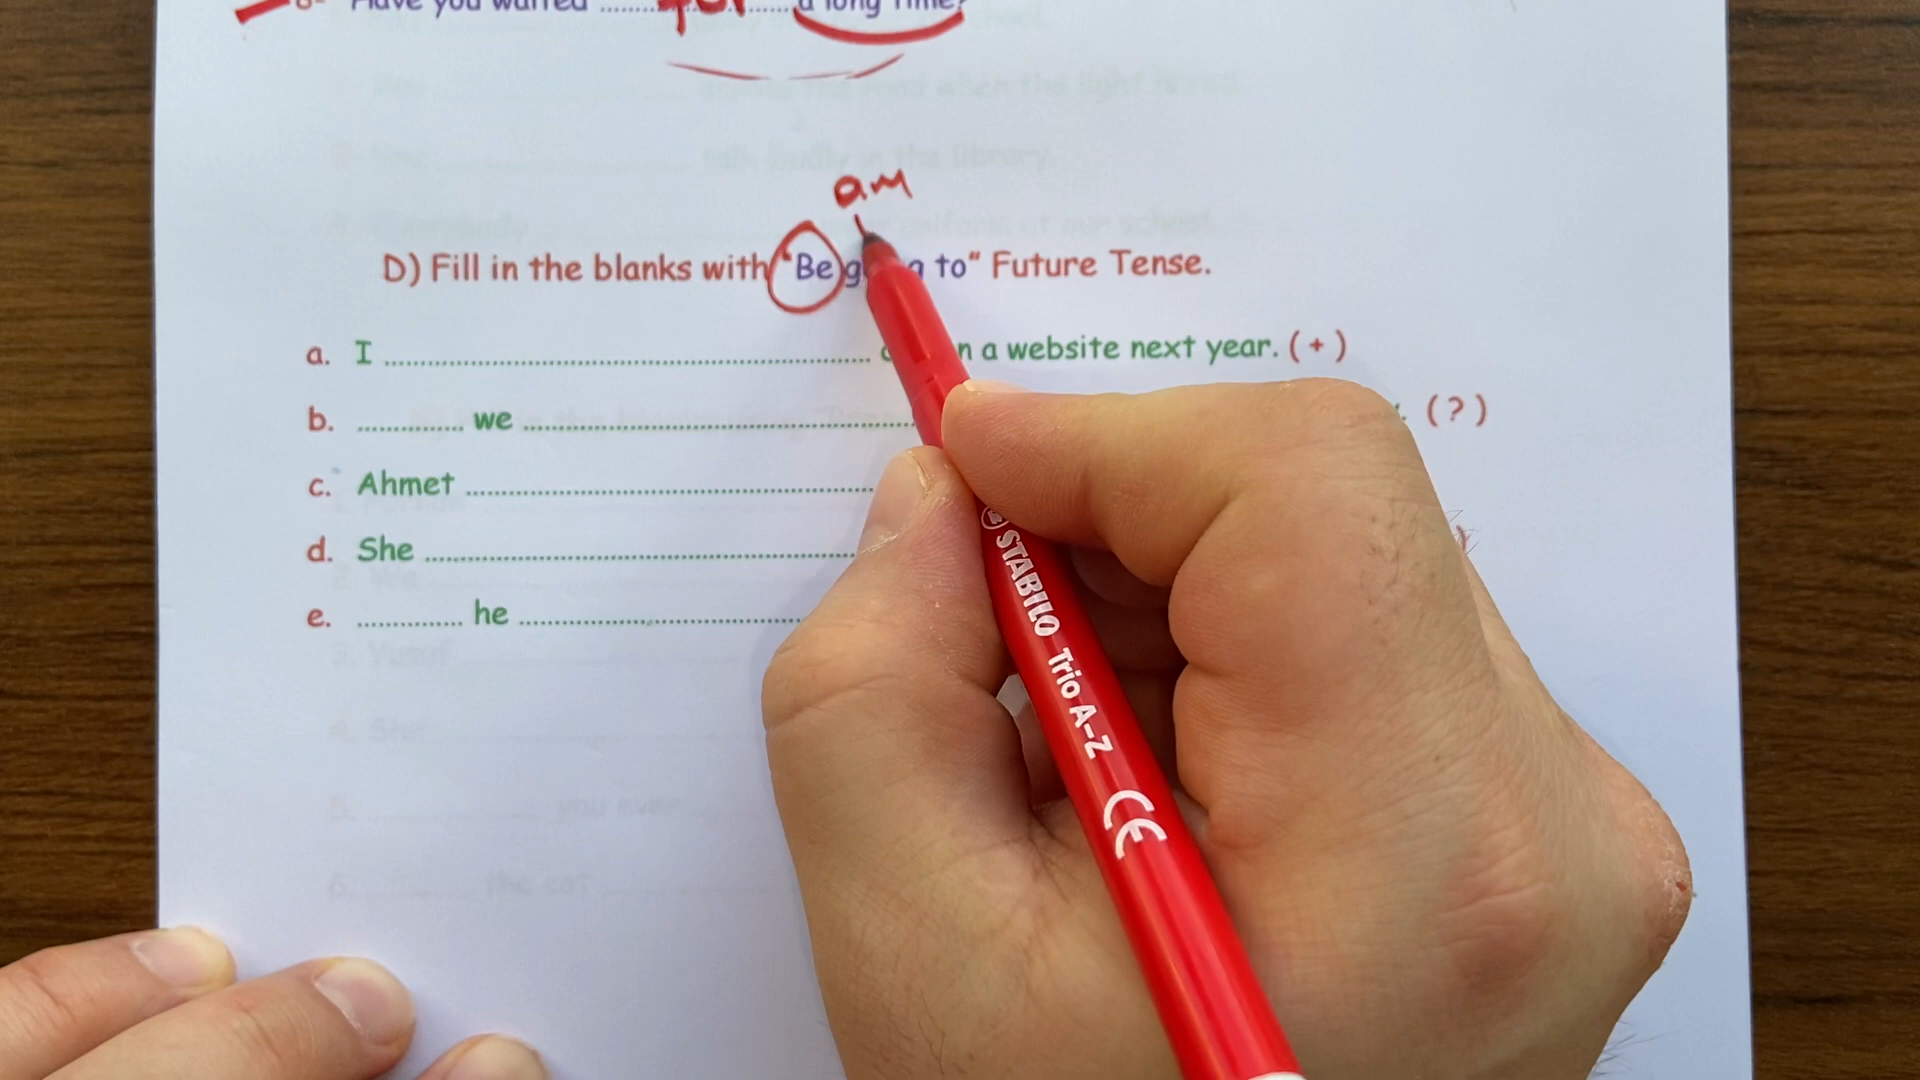 Have you waited .................... for .......... a long time?
am
D) Fill in the blanks with "Be g to" Future Tense.
a. I .................................................................. n a website next year. ( + )
b. .............. we .................................................... ( ? )
c. Ahmet .......................................................
d. She ..........................................................
e. .............. he ......................................
STABILO Trio A-Z CE